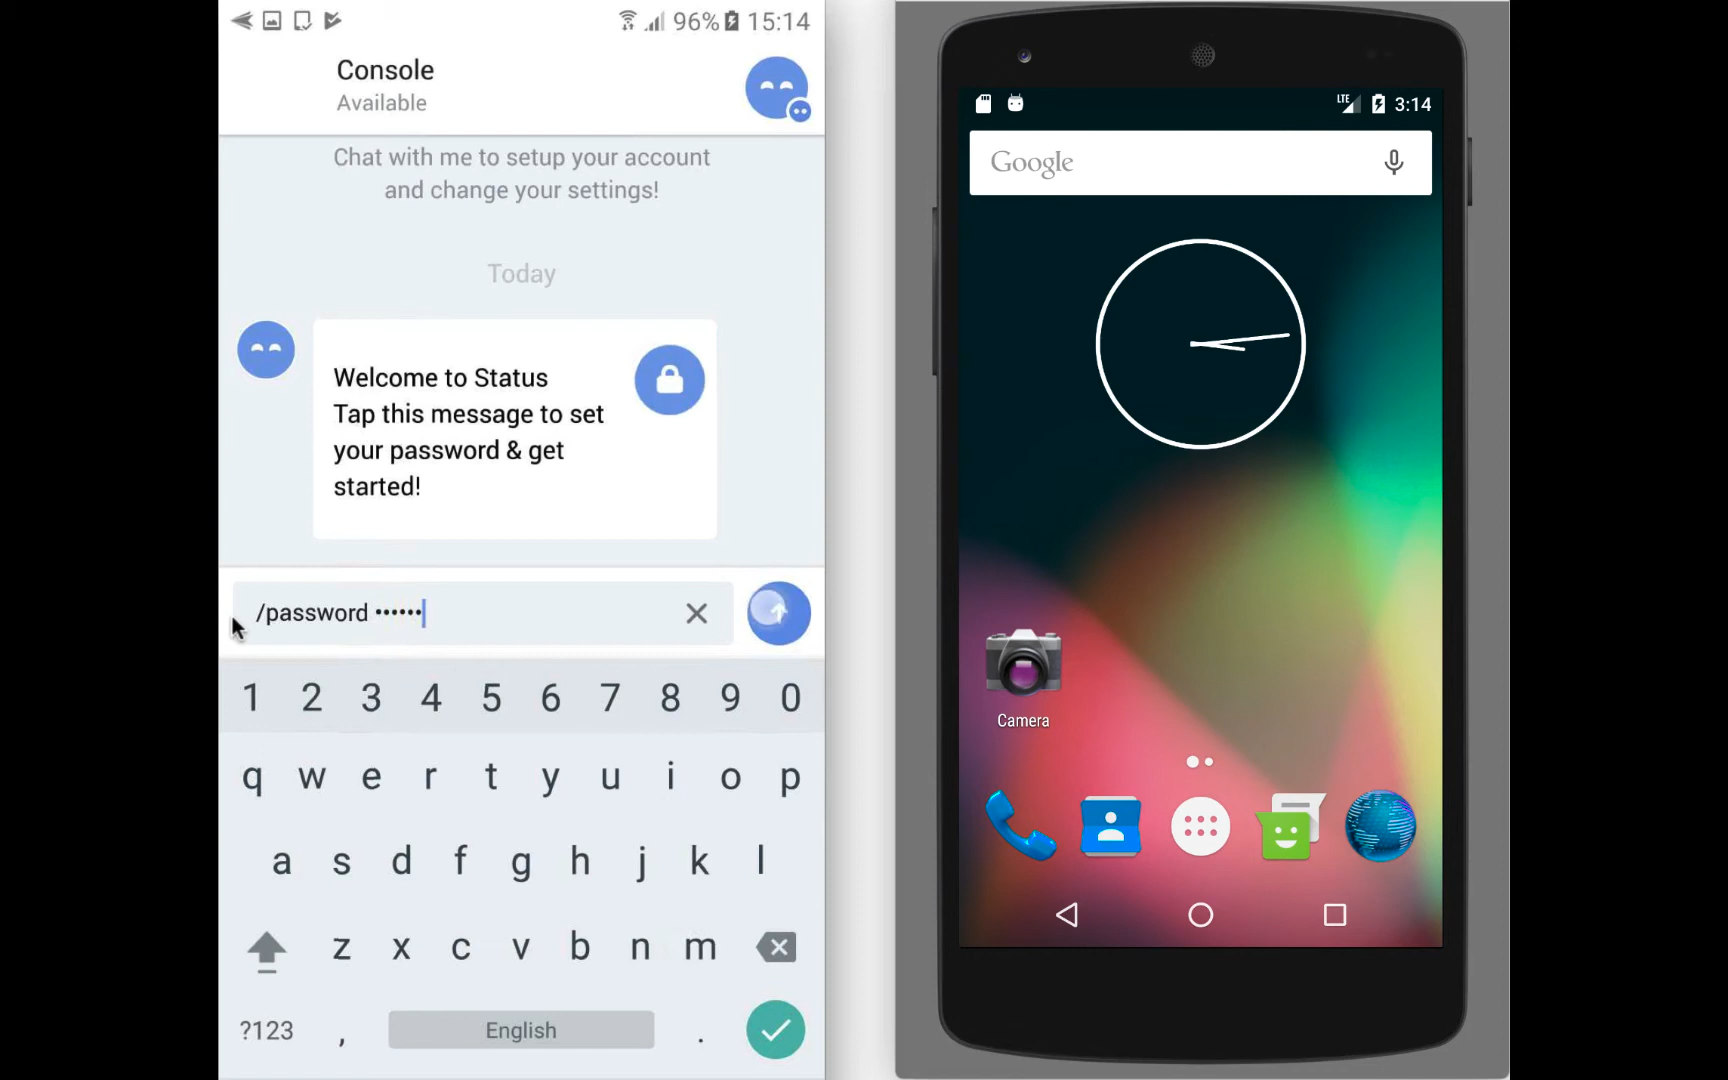 96% 15:14
Console
Available
Chat with me to setup your account
and change your settings!
Today
Welcome to Status
Tap this message to set
your password & get
started!
/password ••••••
1 2 3 4 5 6 7 8 9 0
q w e r t y u i o p
a s d f g h j k l
z x c v b n m
?123 , English .
LTE 3:14
Google
Camera